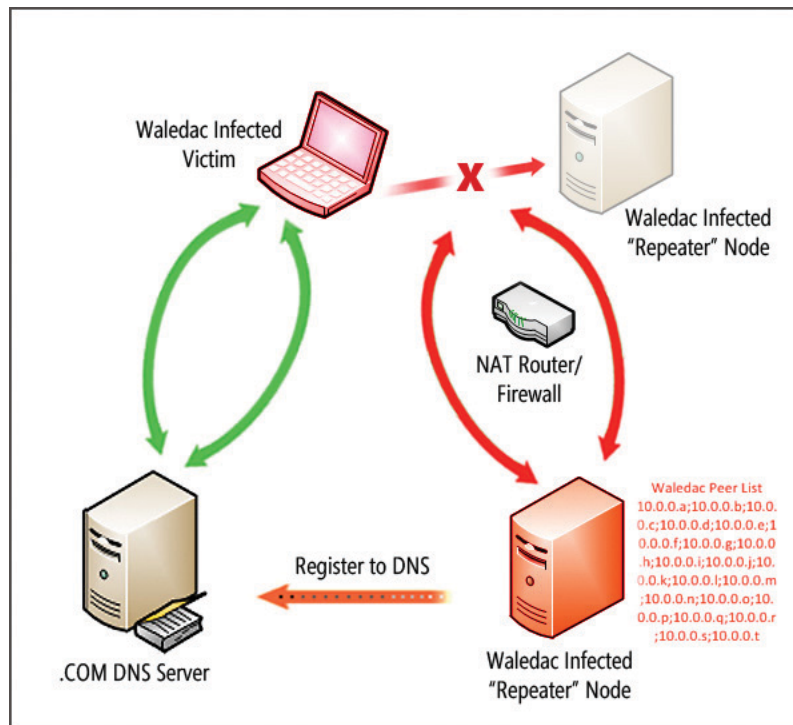 Waledac Infected
Victim
X
Waledac Infected
“Repeater” Node
NAT Router/
Firewall
Waledac Peer List
10.0.0.a;10.0.0.b;10.0.
0.c;10.0.0.d;10.0.0.e;1
0.0.0.f;10.0.0.g;10.0.0
.h;10.0.0.i;10.0.0.j;10.
0.0.k;10.0.0.l;10.0.0.m
;10.0.0.n;10.0.0.o;10.
0.0.p;10.0.0.q;10.0.0.r
;10.0.0.s;10.0.0.t
Register to DNS
.COM DNS Server
Waledac Infected
“Repeater” Node